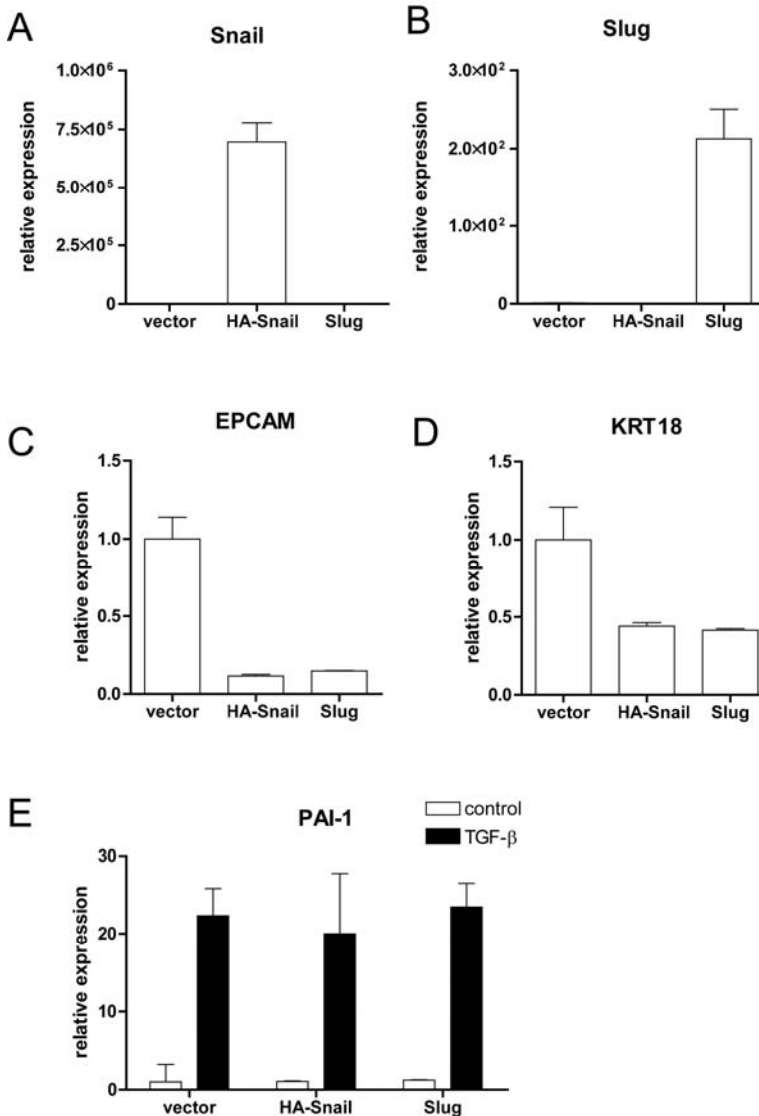 A
Snail
1.0×10⁶
7.5×10⁵
5.0×10⁵
2.5×10⁵
0
relative expression
vector HA-Snail Slug
B
Slug
3.0×10²
2.0×10²
1.0×10²
0
relative expression
vector HA-Snail Slug
C
EPCAM
1.5
1.0
0.5
0.0
relative expression
vector HA-Snail Slug
D
KRT18
1.5
1.0
0.5
0.0
relative expression
vector HA-Snail Slug
E
PAI-1
control
TGF-β
30
20
10
0
relative expression
vector HA-Snail Slug